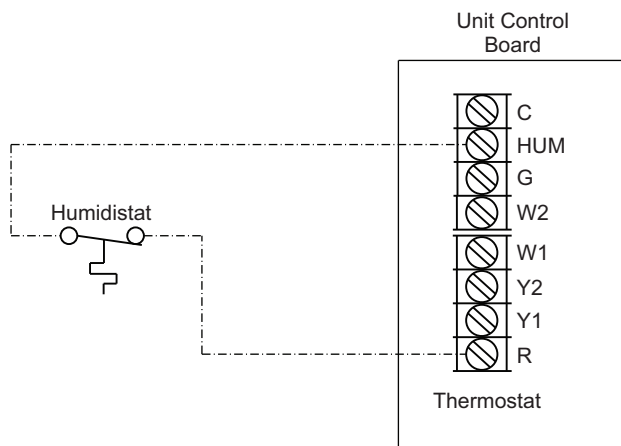 Unit Control
Board
C
HUM
G
Humidistat
W2
W1
Y2
Y1
R
Thermostat